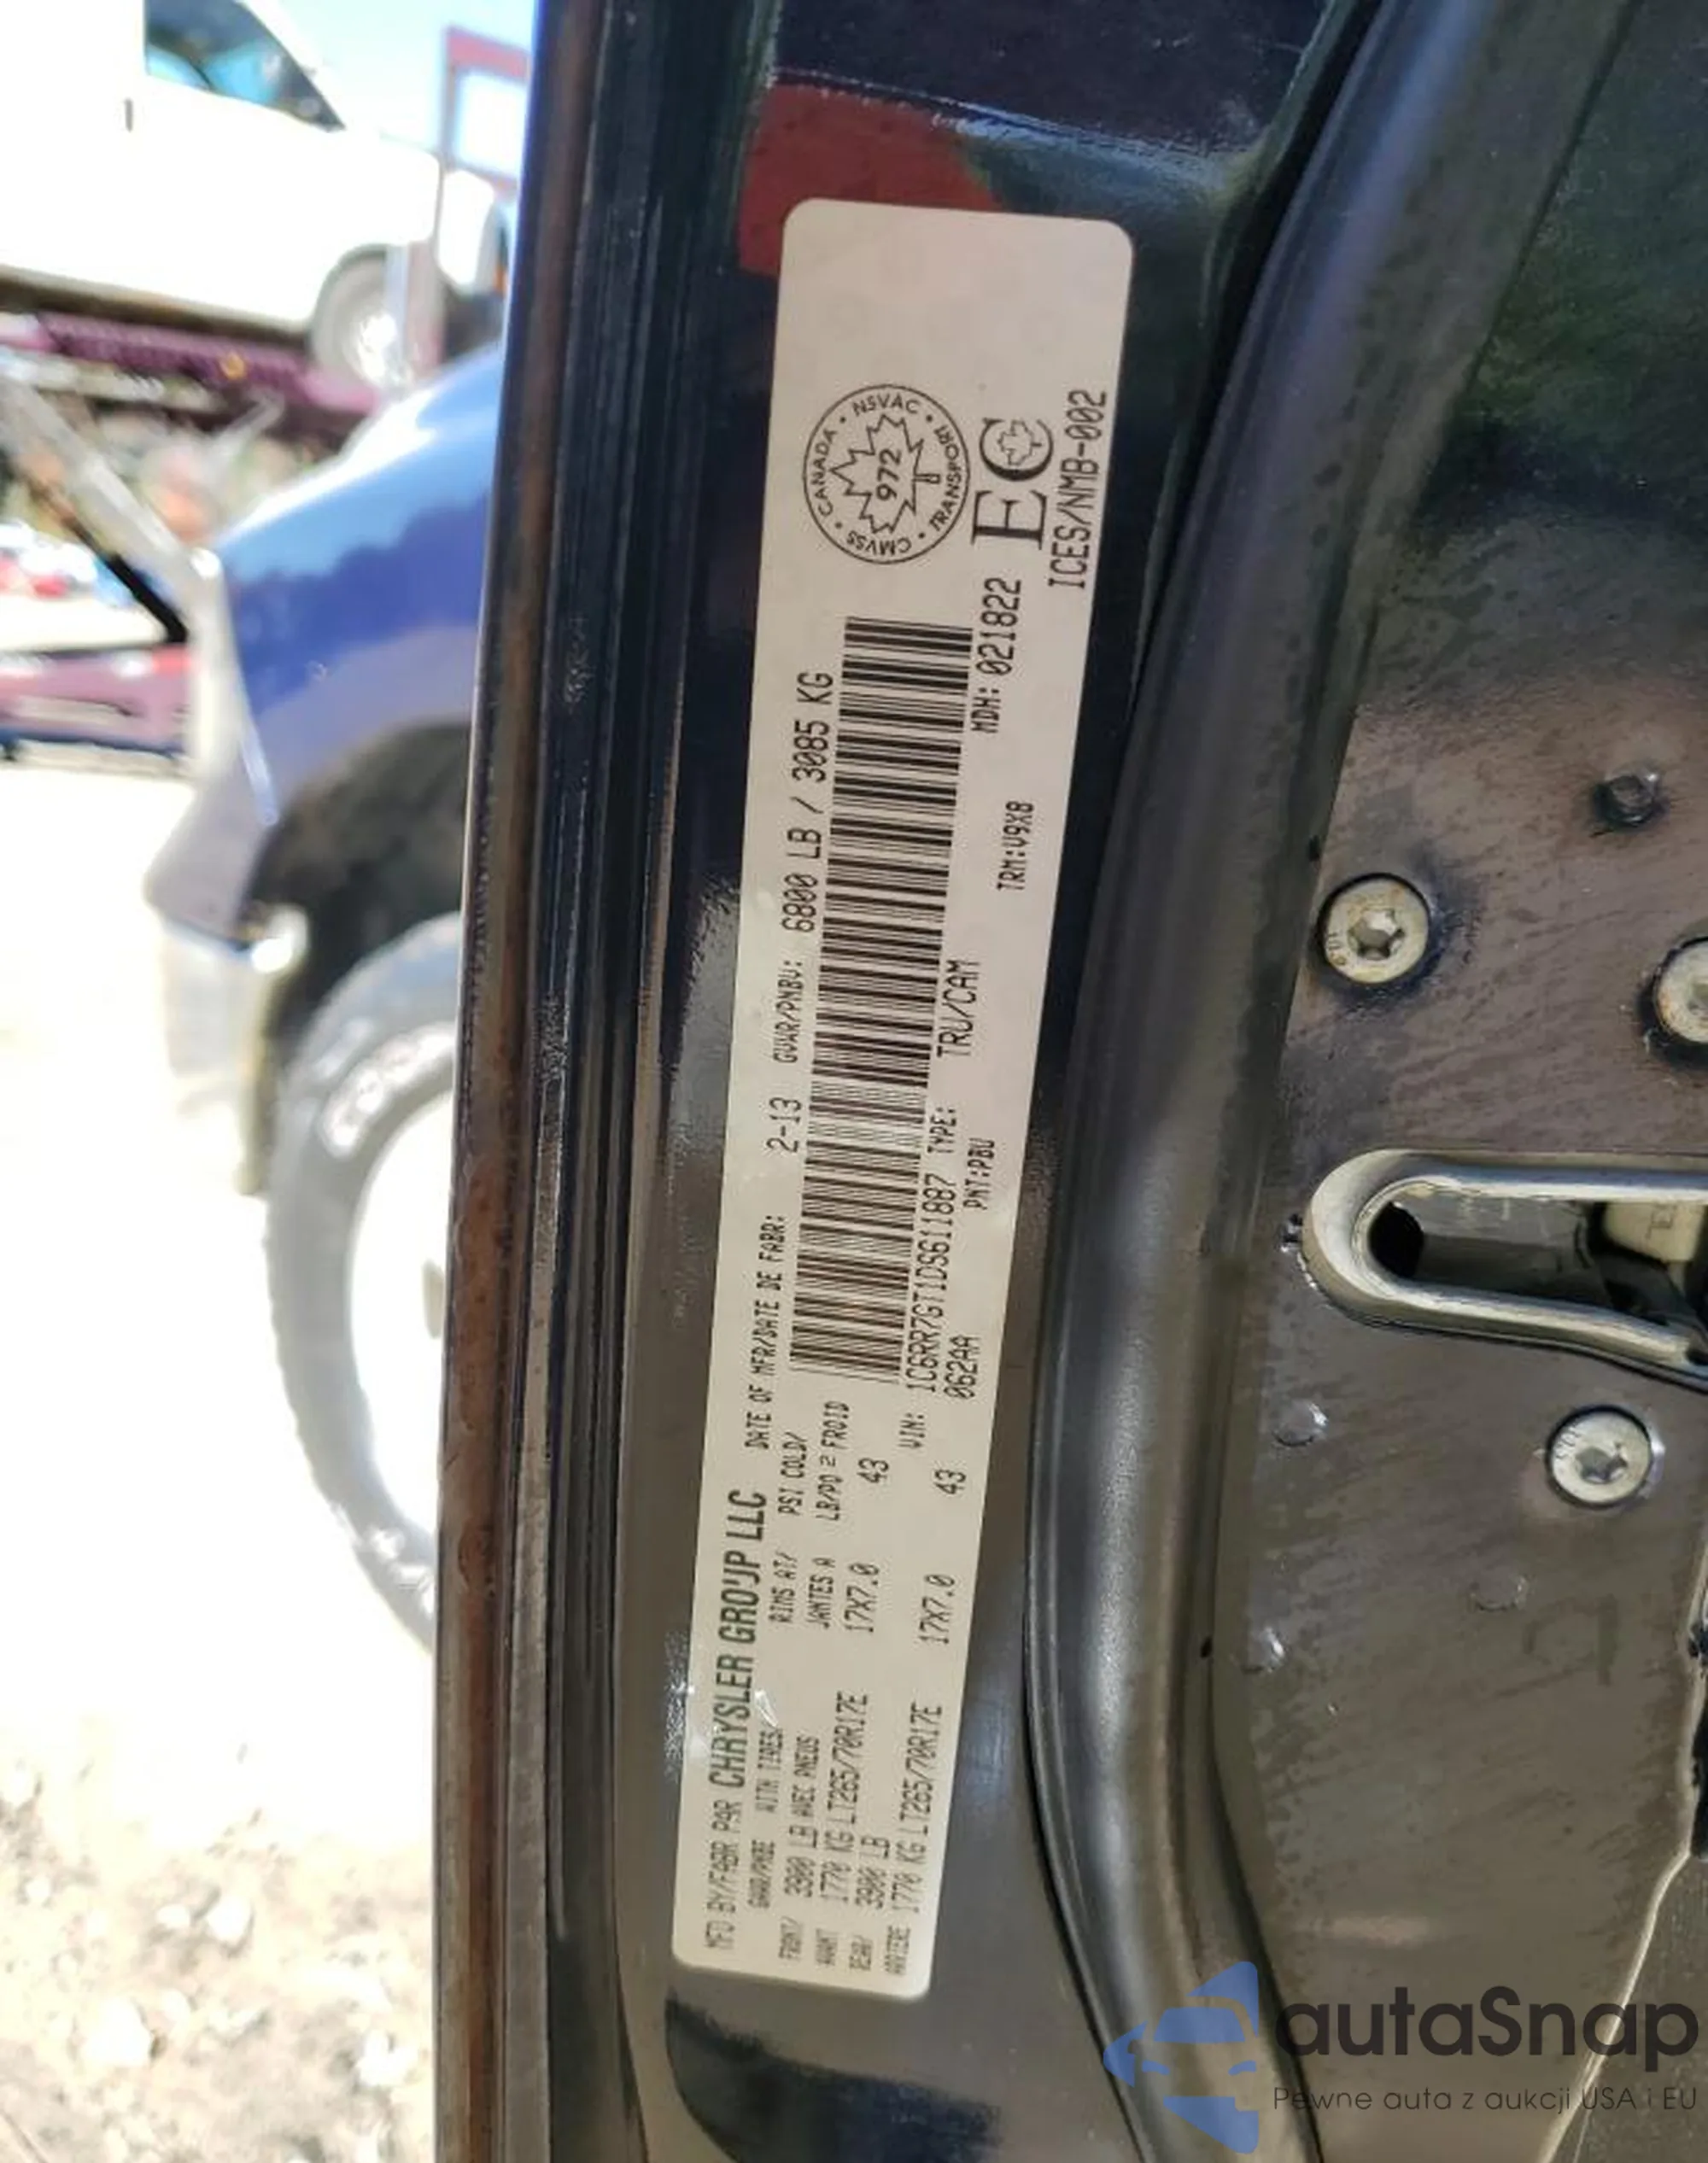 MFD BY/FABR PAR CHRYSLER GROUP LLC
DATE OF MFR/DATE DE FABR: 2-13 GVWR/PNBV: 6800 LB / 3085 KG
GAWR/PNBE WITH TIRES/ RIMS AT/ PSI COLD/
FRONT/ 3900 LB AVEC PNEUS JANTES A LB/PO 2 FROID
AVANT 1770 KG LT265/70R17E 17X7.0 43
REAR/ 3900 LB
ARRIERE 1770 KG LT265/70R17E 17X7.0 43
VIN: 1C6RR7GT1DS611887 TYPE: TRU/CAM MDH: 021822
062AA PNT:PBU TRM:V9X8
CANADA • NSVAC • TRANSPORT • CMVSS •
972
EC
ICES/NMB-002
autaSnap
Pewne auta z aukcji USA i EU